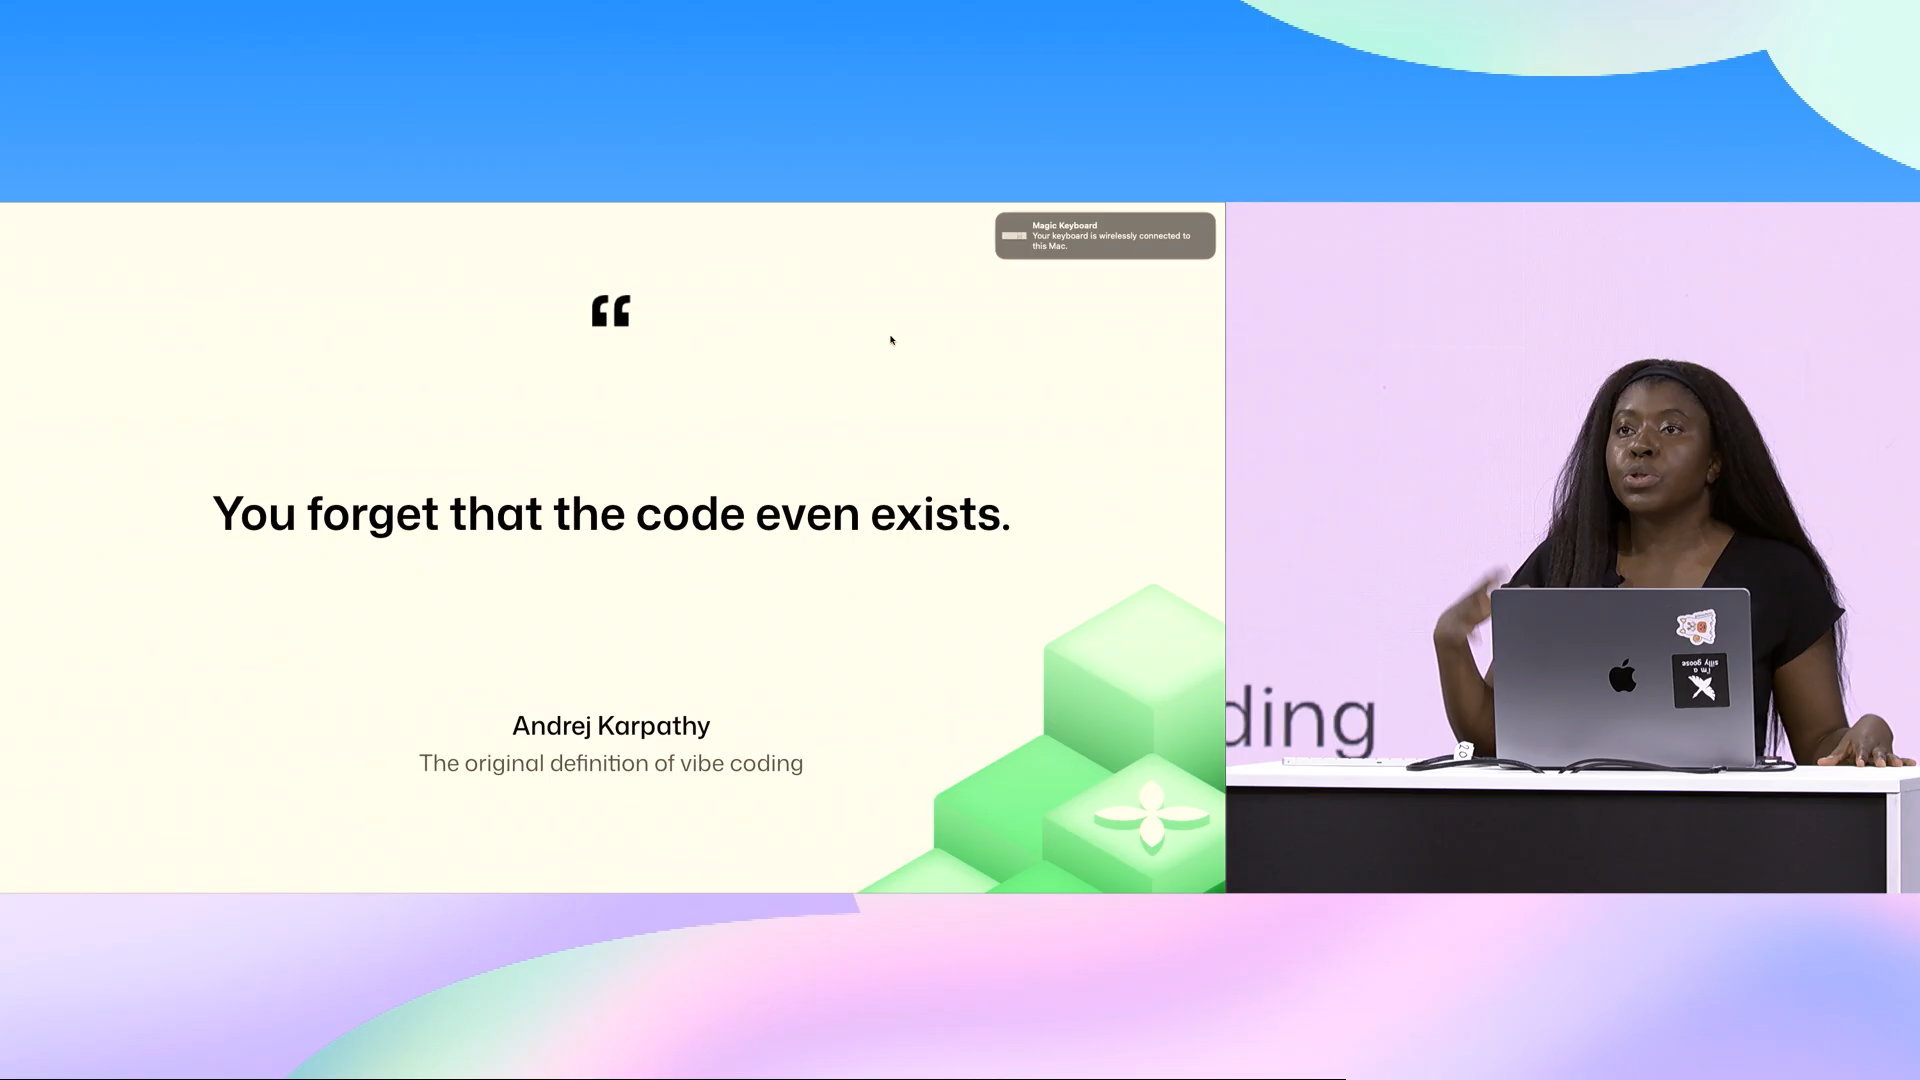 Magic Keyboard
Your keyboard is wirelessly connected to
this Mac.
“
You forget that the code even exists.
Andrej Karpathy
The original definition of vibe coding
ding
i'm
a
silly goose
20